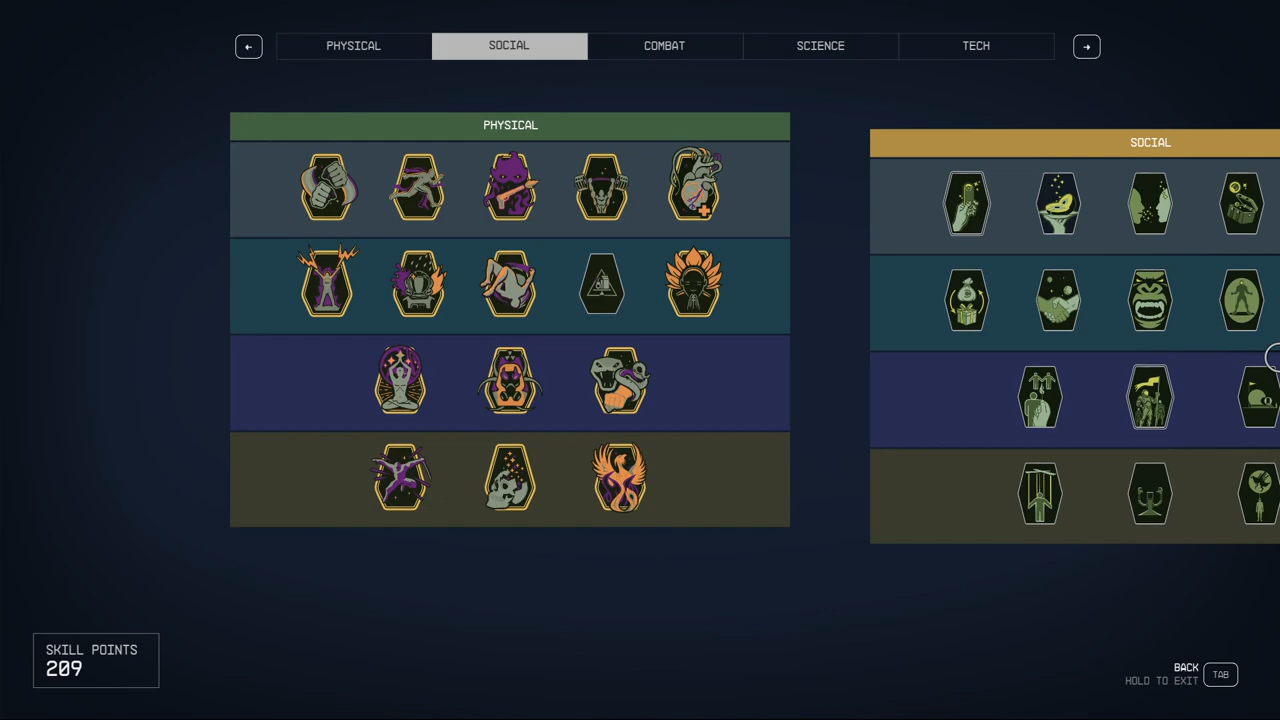 ←
PHYSICAL
SOCIAL
COMBAT
SCIENCE
TECH
→
PHYSICAL
SOCIAL
SKILL POINTS
209
BACK
HOLD TO EXIT
TAB